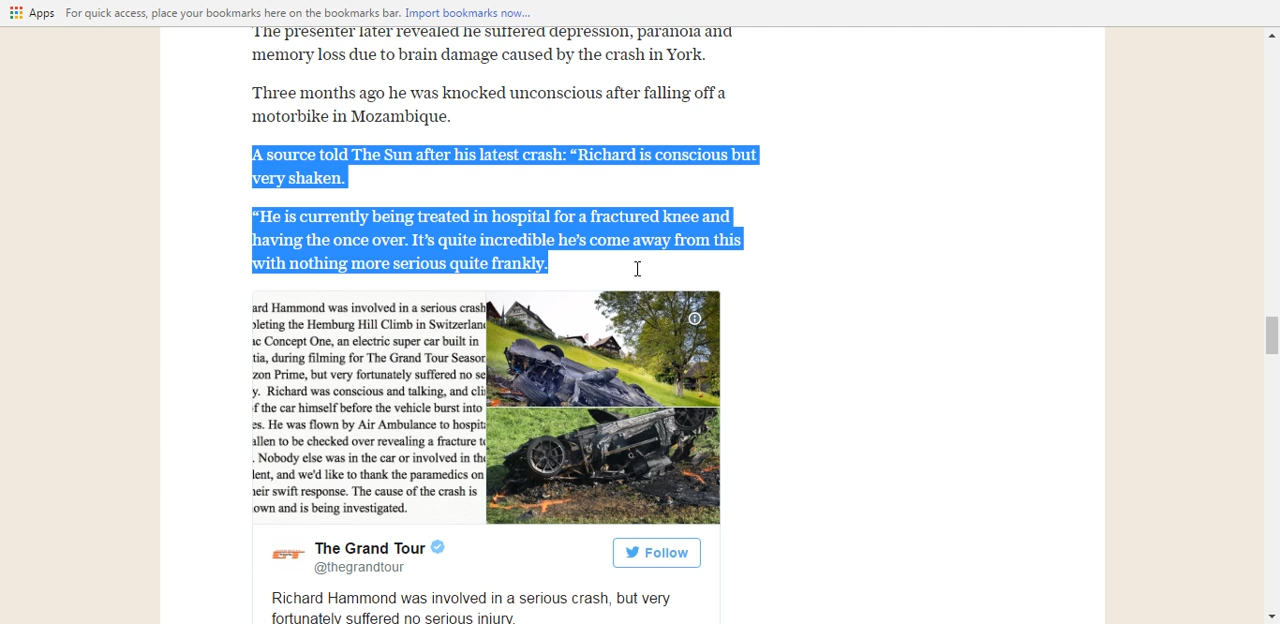 Apps For quick access, place your bookmarks here on the bookmarks bar. Import bookmarks now...
The presenter later revealed he suffered depression, paranoia and
memory loss due to brain damage caused by the crash in York.
Three months ago he was knocked unconscious after falling off a
motorbike in Mozambique.
A source told The Sun after his latest crash: “Richard is conscious but
very shaken.
“He is currently being treated in hospital for a fractured knee and
having the once over. It’s quite incredible he’s come away from this
with nothing more serious quite frankly.
ard Hammond was involved in a serious crash
pleting the Hemburg Hill Climb in Switzerland
ac Concept One, an electric super car built in
tia, during filming for The Grand Tour Season
zon Prime, but very fortunately suffered no se
y. Richard was conscious and talking, and cli
f the car himself before the vehicle burst into
es. He was flown by Air Ambulance to hospita
allen to be checked over revealing a fracture to
. Nobody else was in the car or involved in the
lent, and we'd like to thank the paramedics on
heir swift response. The cause of the crash is
own and is being investigated.
The Grand Tour
@thegrandtour
Follow
Richard Hammond was involved in a serious crash, but very
fortunately suffered no serious injury.